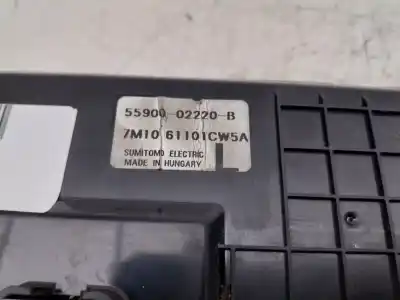 55900-02220-B
7M10 61101CW5A
SUMITOMO ELECTRIC
MADE IN HUNGARY
L